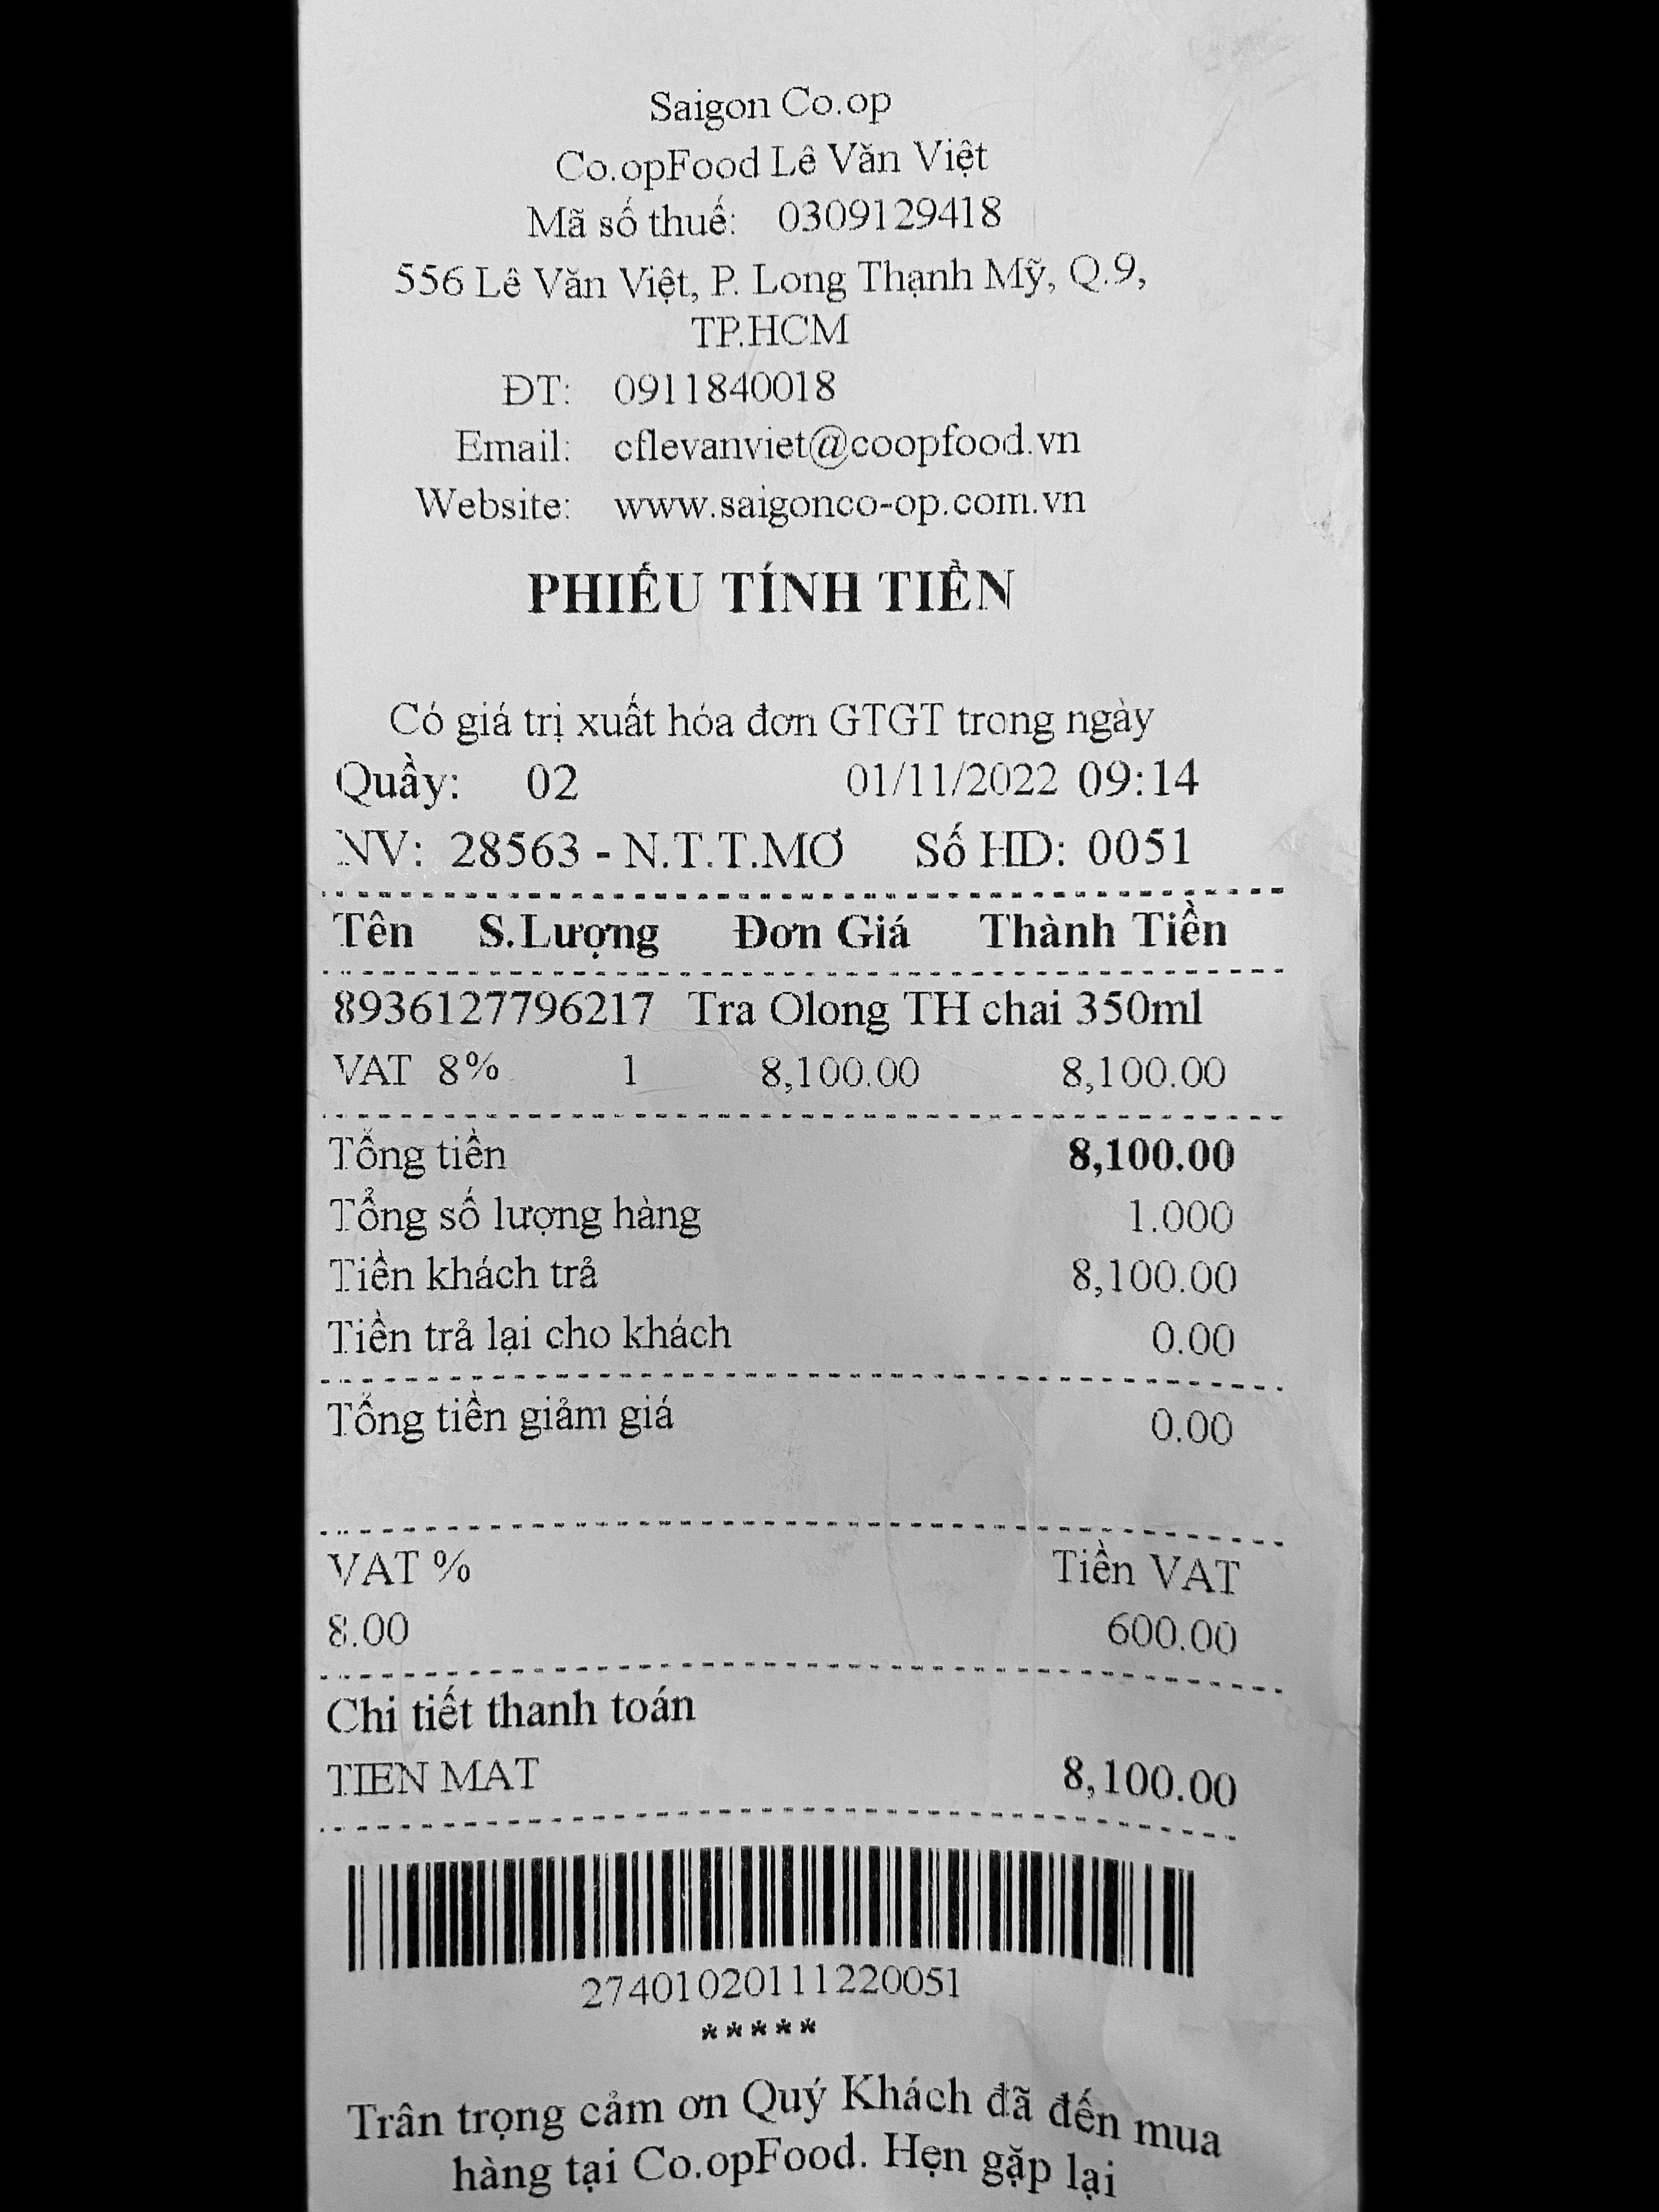 Saigon Co.op
Co.opFood Lê Văn Việt
Mã số thuế: 0309129418
556 Lê Văn Việt, P. Long Thạnh Mỹ, Q.9,
TP.HCM
ĐT: 0911840018
Email: cflevanviet@coopfood.vn
Website: www.saigonco-op.com.vn
PHIẾU TÍNH TIỀN
Có giá trị xuất hóa đơn GTGT trong ngày
Quầy: 02 01/11/2022 09:14
NV: 28563 - N.T.T.MƠ Số HD: 0051
Tên S.Lượng Đơn Giá Thành Tiền
8936127796217 Tra Olong TH chai 350ml
VAT 8% 1 8,100.00 8,100.00
Tổng tiền 8,100.00
Tổng số lượng hàng 1.000
Tiền khách trả 8,100.00
Tiền trả lại cho khách 0.00
Tổng tiền giảm giá 0.00
VAT % Tiền VAT
8.00 600.00
Chi tiết thanh toán
TIEN MAT 8,100.00
27401020111220051
*****
Trân trọng cảm ơn Quý Khách đã đến mua
hàng tại Co.opFood. Hẹn gặp lại